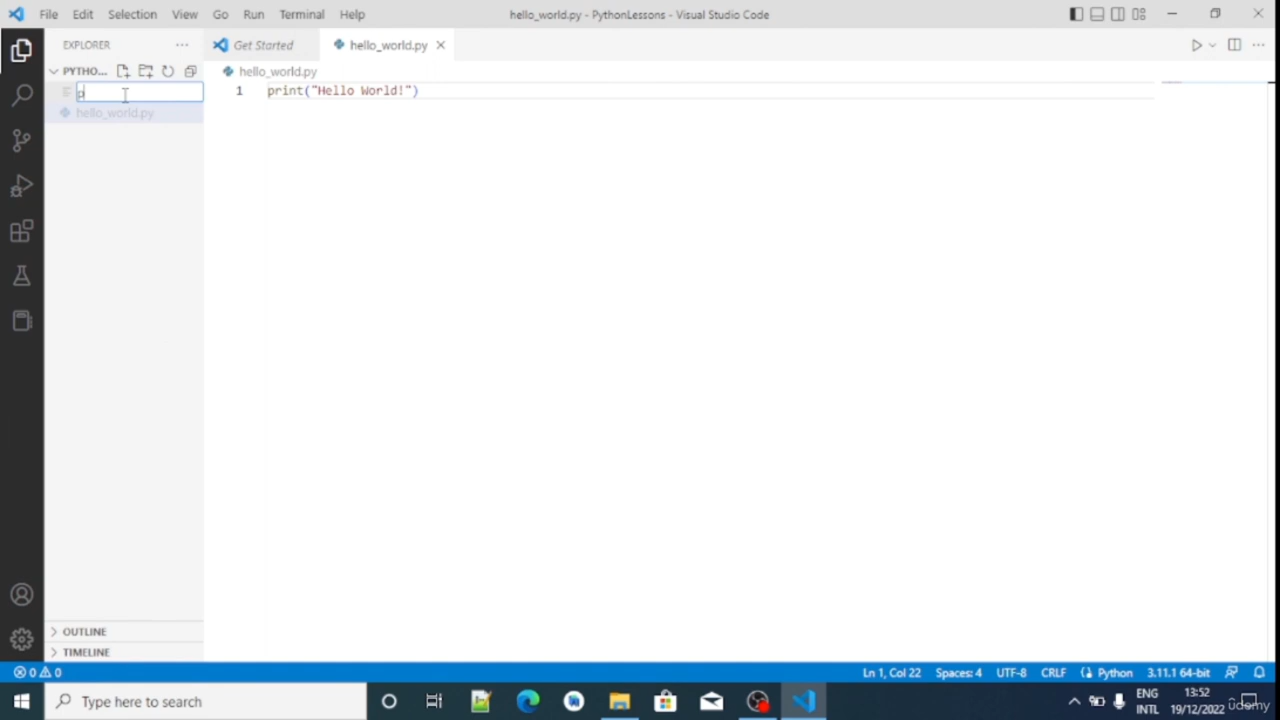 File Edit Selection View Go Run Terminal Help
hello_world.py - PythonLessons - Visual Studio Code
EXPLORER
Get Started
hello_world.py
PYTHO...
hello_world.py
p
1 print("Hello World!")
hello_world.py
OUTLINE
TIMELINE
0 0
Ln 1, Col 22
Spaces: 4
UTF-8
CRLF
Python
3.11.1 64-bit
Type here to search
ENG
INTL
13:52
19/12/2022
udemy